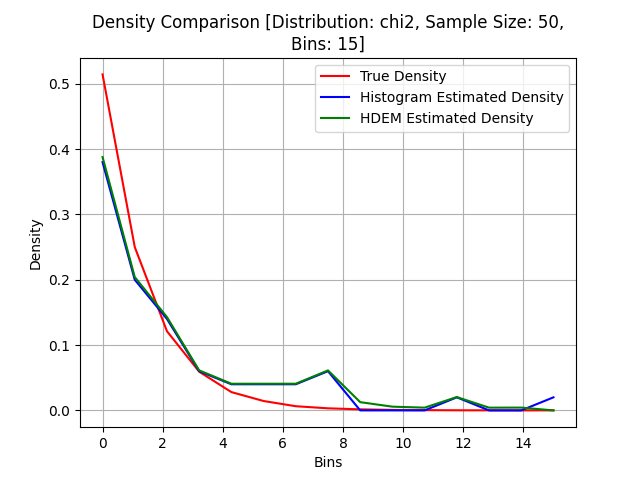 Density Comparison [Distribution: chi2, Sample Size: 50,
Bins: 15]
True Density
Histogram Estimated Density
HDEM Estimated Density
Density
0.5
0.4
0.3
0.2
0.1
0.0
0 2 4 6 8 10 12 14
Bins